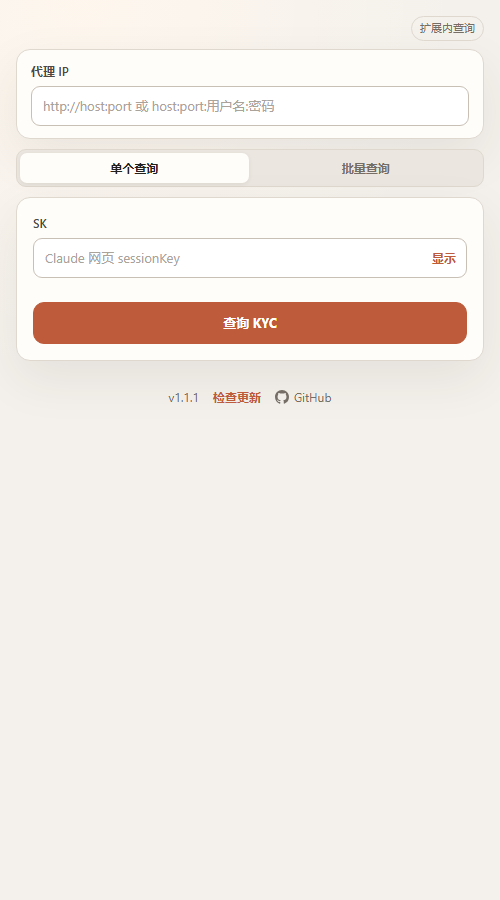 扩展内查询
代理 IP
http://host:port 或 host:port:用户名:密码
单个查询 批量查询
SK
Claude 网页 sessionKey 显示
查询 KYC
v1.1.1 检查更新 GitHub